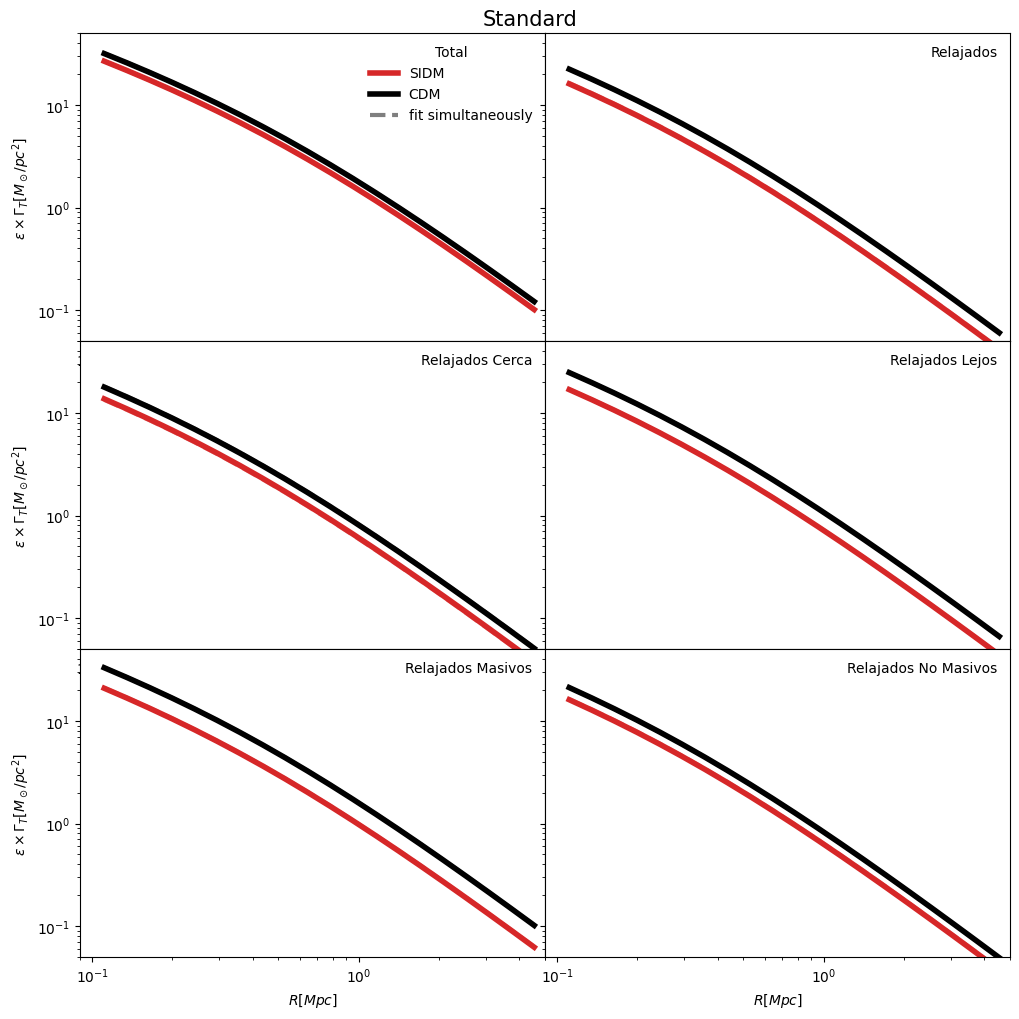 Standard
Total
SIDM
CDM
fit simultaneously
Relajados
10¹
10⁰
10⁻¹
ε × Γ_T[M_⊙/pc²]
Relajados Cerca
Relajados Lejos
10¹
10⁰
10⁻¹
ε × Γ_T[M_⊙/pc²]
Relajados Masivos
Relajados No Masivos
10¹
10⁰
10⁻¹
ε × Γ_T[M_⊙/pc²]
10⁻¹ 10⁰ 10⁻¹ 10⁰
R[Mpc] R[Mpc]